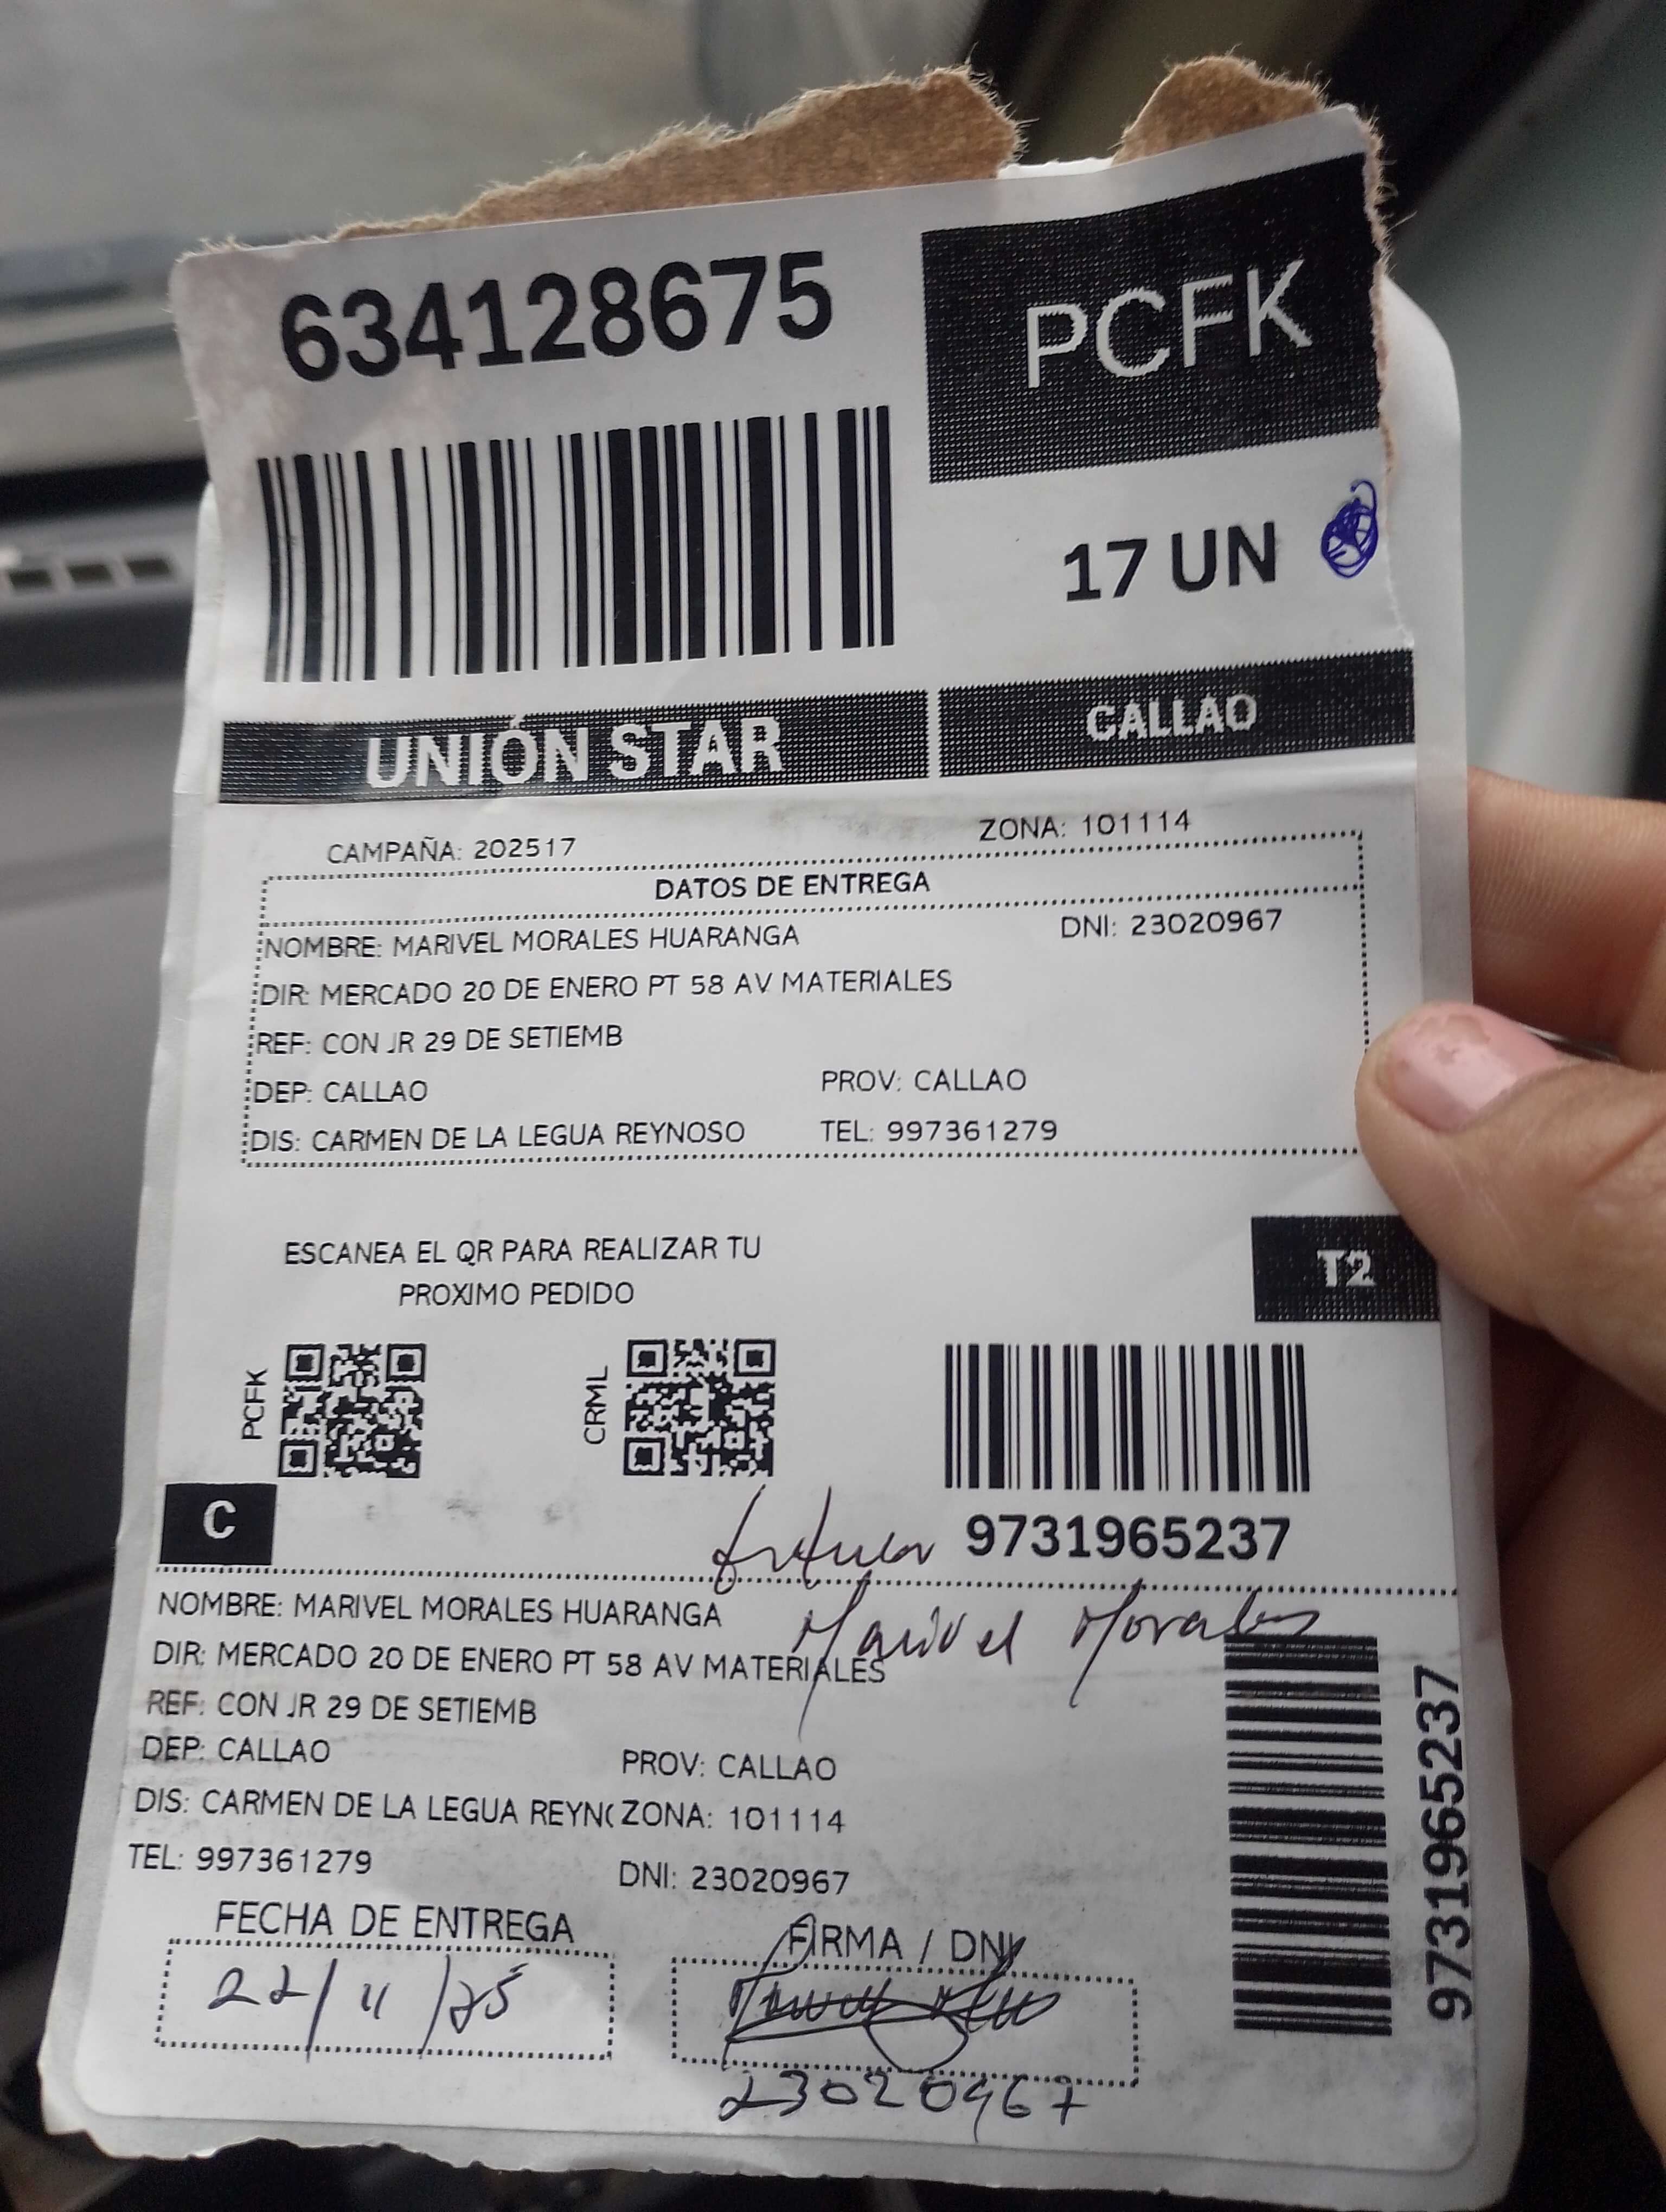 634128675
PCFK
17 UN
UNIÓN STAR
CALLAO
CAMPAÑA: 202517
ZONA: 101114
DATOS DE ENTREGA
NOMBRE: MARIVEL MORALES HUARANGA
DNI: 23020967
DIR: MERCADO 20 DE ENERO PT 58 AV MATERIALES
REF: CON JR 29 DE SETIEMB
DEP: CALLAO
PROV: CALLAO
DIS: CARMEN DE LA LEGUA REYNOSO
TEL: 997361279
ESCANEA EL QR PARA REALIZAR TU
PROXIMO PEDIDO
T2
PCFK
CRML
C
9731965237
NOMBRE: MARIVEL MORALES HUARANGA
Marivel Morales
DIR: MERCADO 20 DE ENERO PT 58 AV MATERIALES
REF: CON JR 29 DE SETIEMB
DEP: CALLAO
PROV: CALLAO
DIS: CARMEN DE LA LEGUA REYN
ZONA: 101114
TEL: 997361279
DNI: 23020967
9731965237
FECHA DE ENTREGA
FIRMA / DNI
22/11/25
23020967